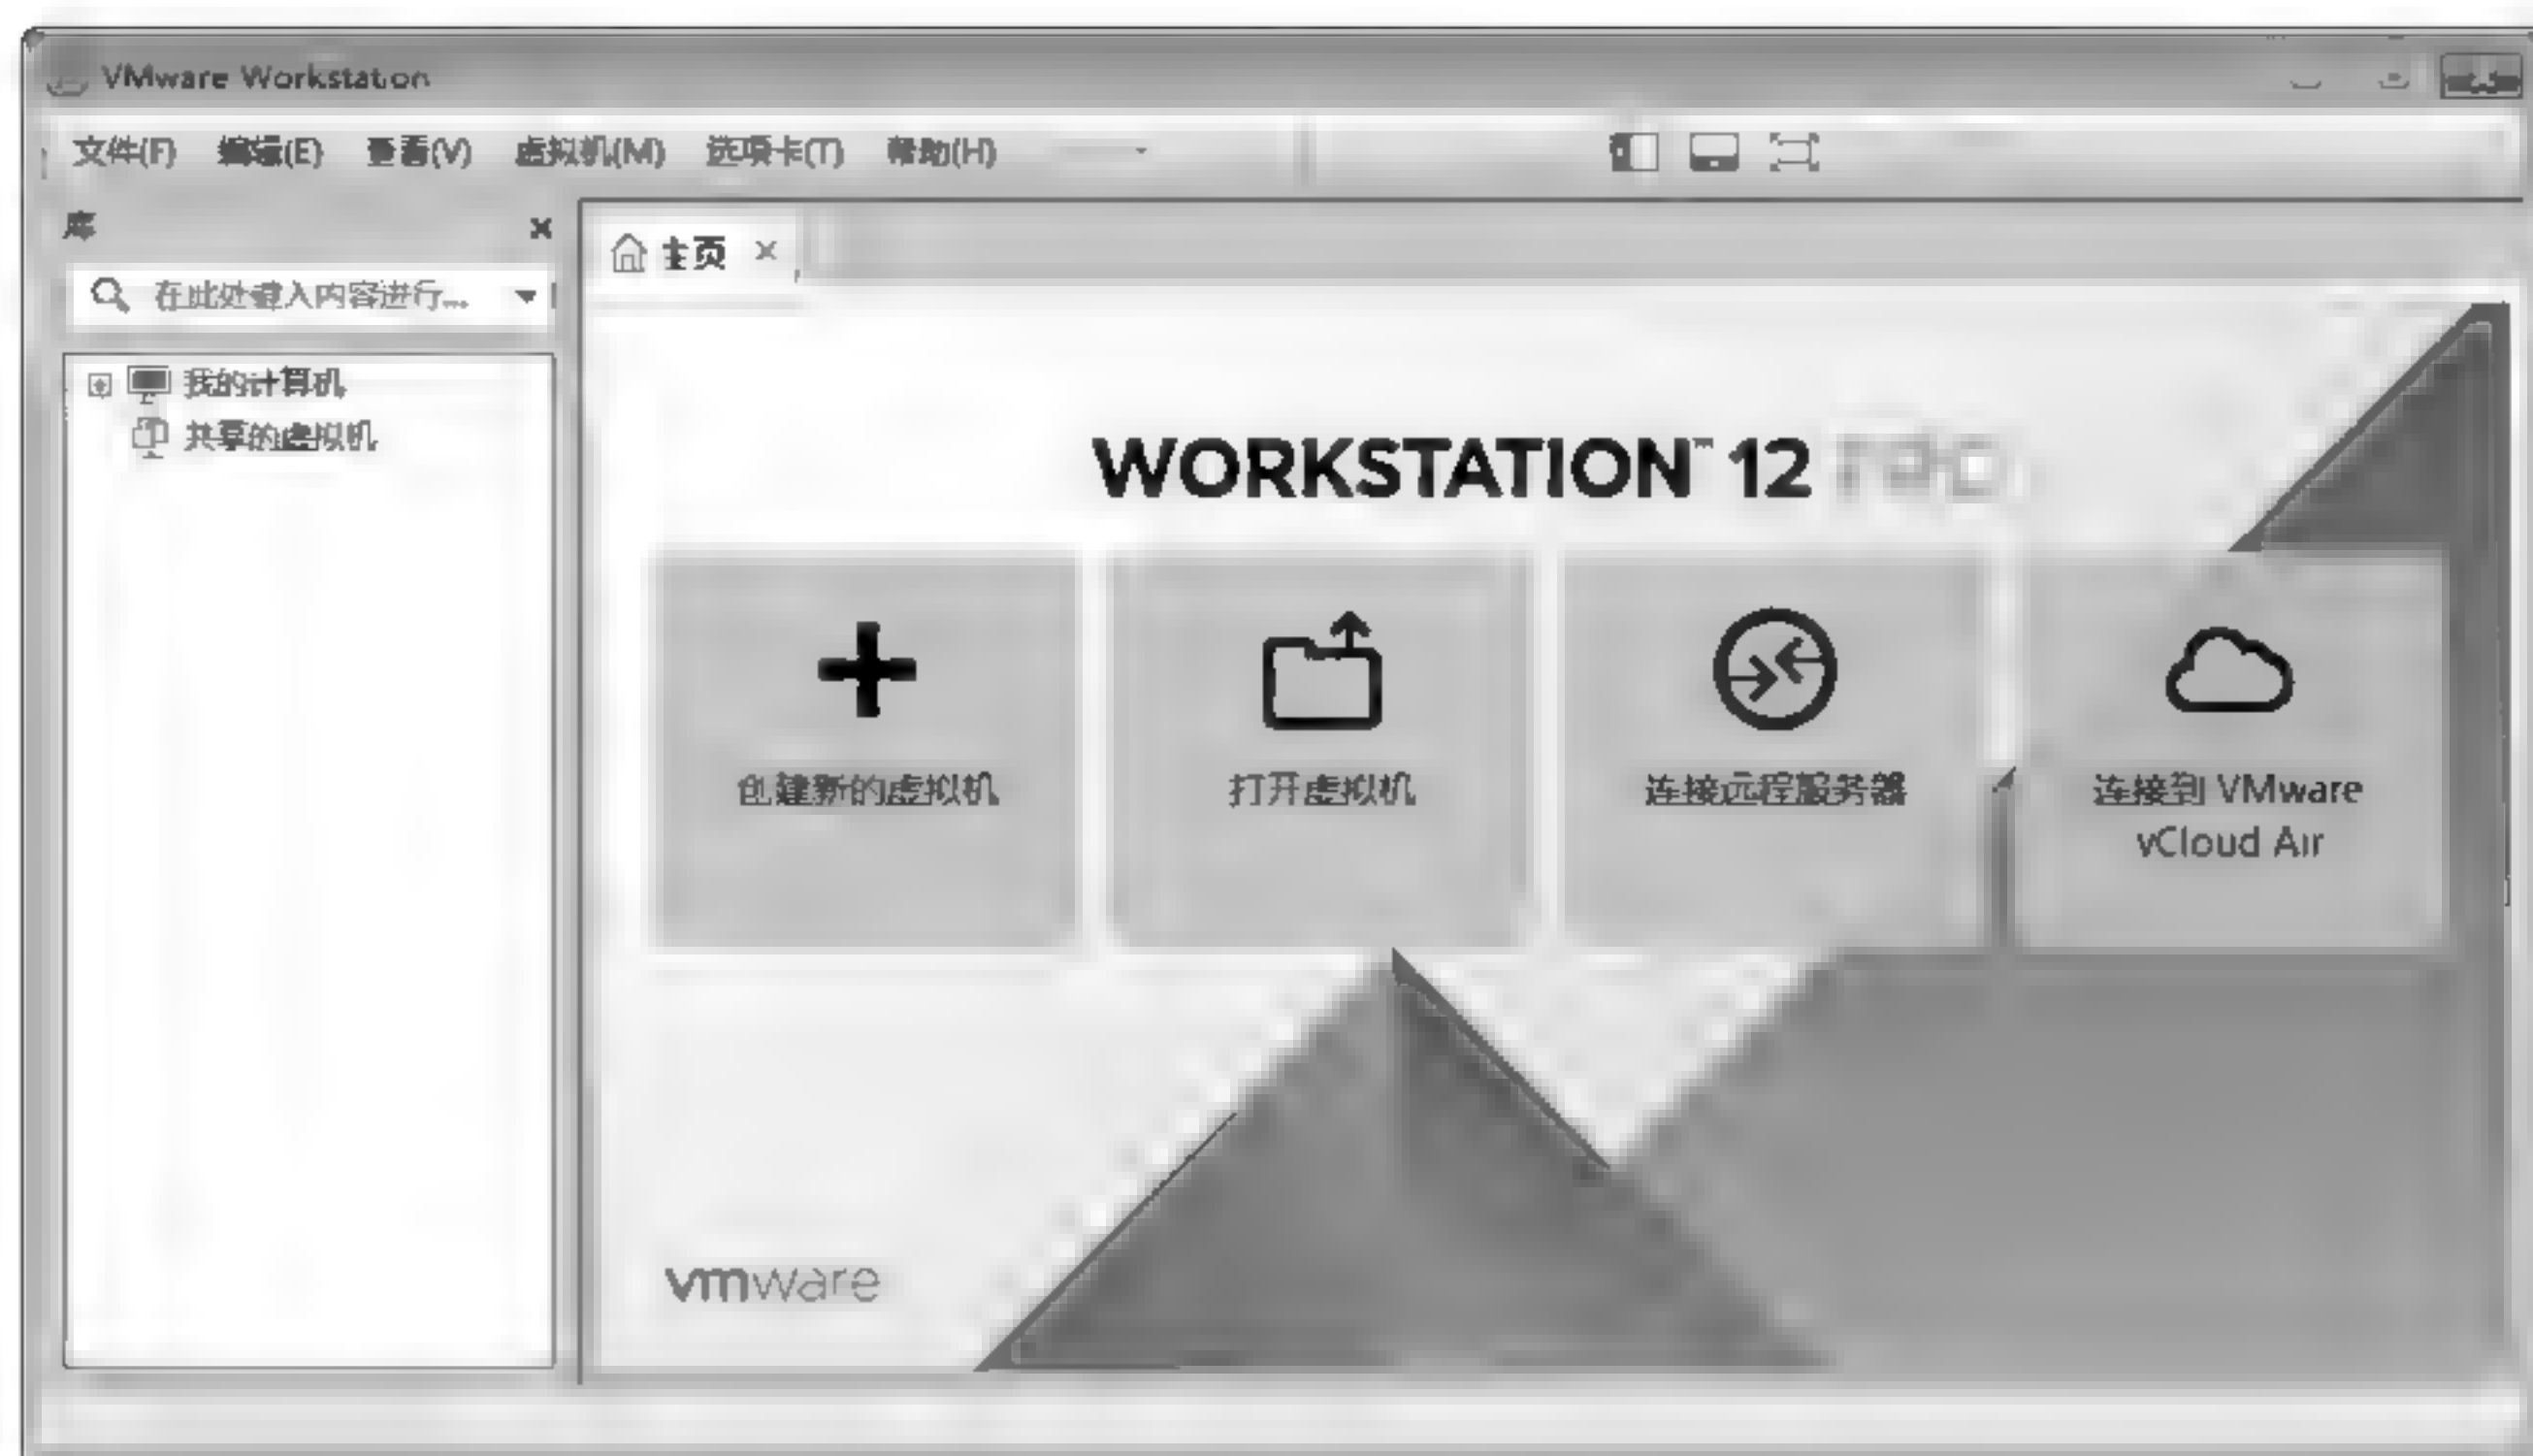 VMware Workstation
文件(F) 编辑(E) 查看(V) 虚拟机(M) 选项卡(T) 帮助(H)
库
在此处键入内容进行...
我的计算机
共享的虚拟机
主页
WORKSTATION™ 12 PRO
创建新的虚拟机
打开虚拟机
连接远程服务器
连接到 VMware
vCloud Air
vmware